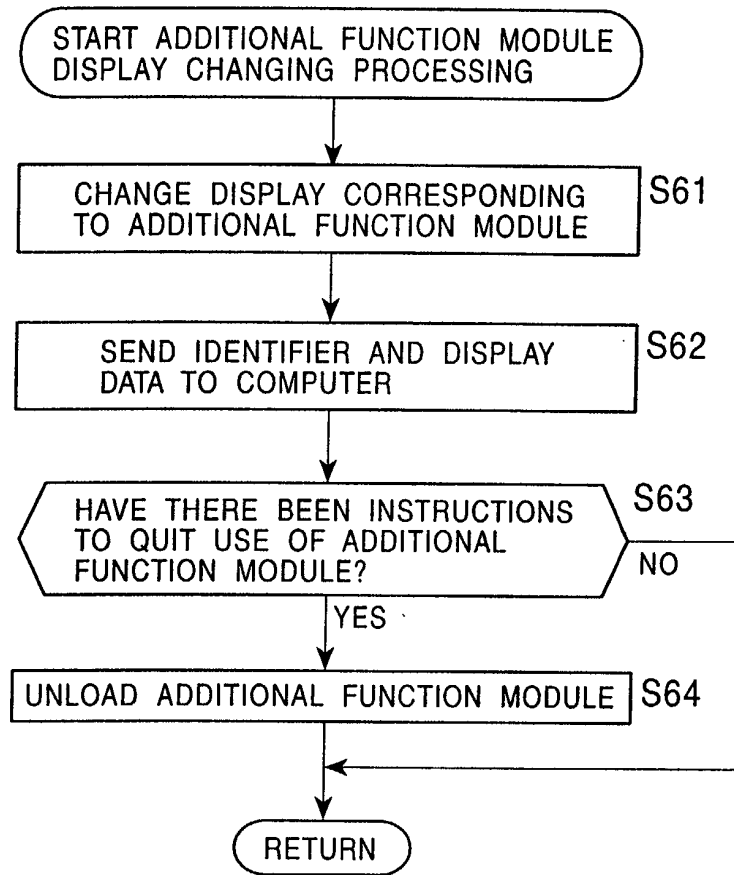 START ADDITIONAL FUNCTION MODULE
DISPLAY CHANGING PROCESSING
CHANGE DISPLAY CORRESPONDING
TO ADDITIONAL FUNCTION MODULE
S61
SEND IDENTIFIER AND DISPLAY
DATA TO COMPUTER
S62
HAVE THERE BEEN INSTRUCTIONS
TO QUIT USE OF ADDITIONAL
FUNCTION MODULE?
S63
NO
YES
UNLOAD ADDITIONAL FUNCTION MODULE
S64
RETURN